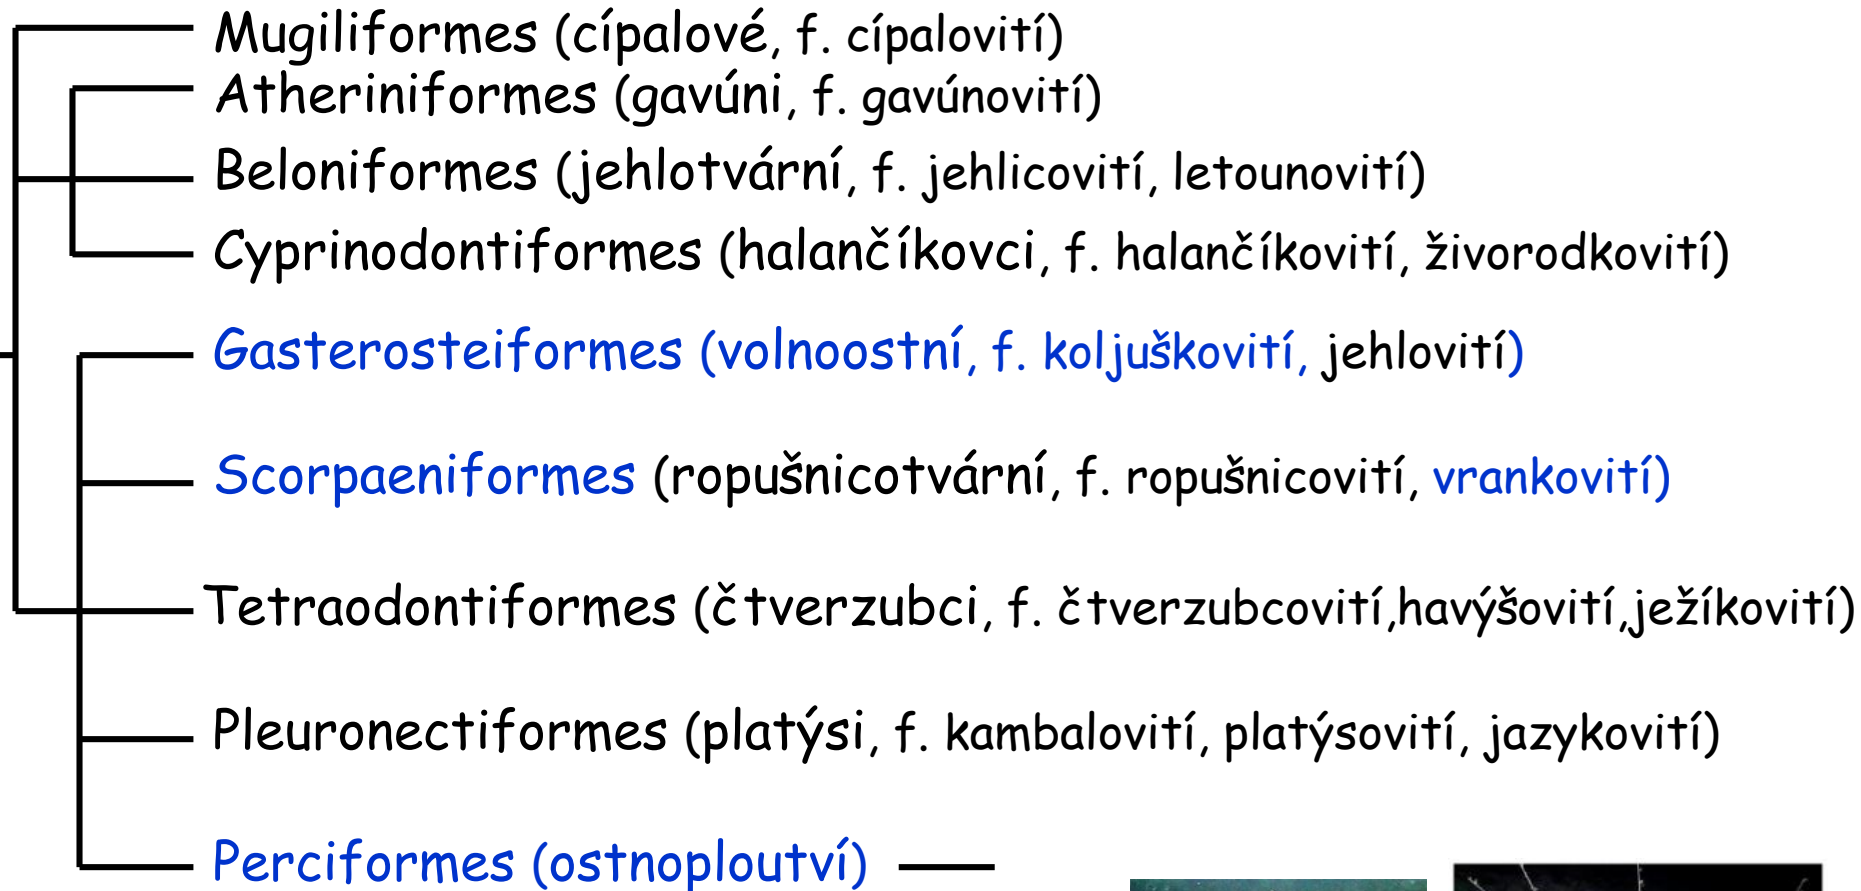 Mugiliformes (cípalové, f. cípalovití)
Atheriniformes (gavúni, f. gavúnovití)
Beloniformes (jehlotvární, f. jehlicovití, letounovití)
Cyprinodontiformes (halančíkovci, f. halančíkovití, živorodkovití)
Gasterosteiformes (volnoostní, f. koljuškovití, jehlovití)
Scorpaeniformes (ropušnicotvární, f. ropušnicovití, vrankovití)
Tetraodontiformes (čtverzubci, f. čtverzubcovití,havýšovití,ježíkovití)
Pleuronectiformes (platýsi, f. kambalovití, platýsovití, jazykovití)
Perciformes (ostnoploutví)